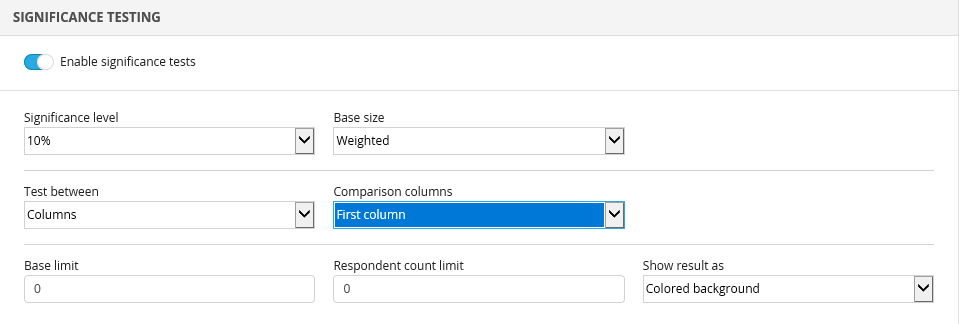 SIGNIFICANCE TESTING
Enable significance tests
Significance level
Base size
10%
Weighted
Test between
Comparison columns
Columns
First column
Base limit
Respondent count limit
Show result as
0
0
Colored background